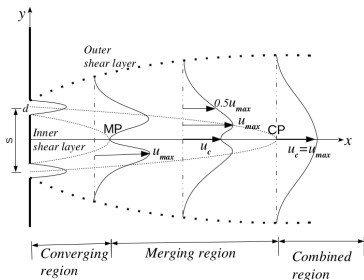 y
Outer
shear layer
d
0.5u_max
u_max
MP
CP
x
s
Inner
shear layer
u_max
u_c
u_c=u_max
Converging
region
Merging region
Combined
region